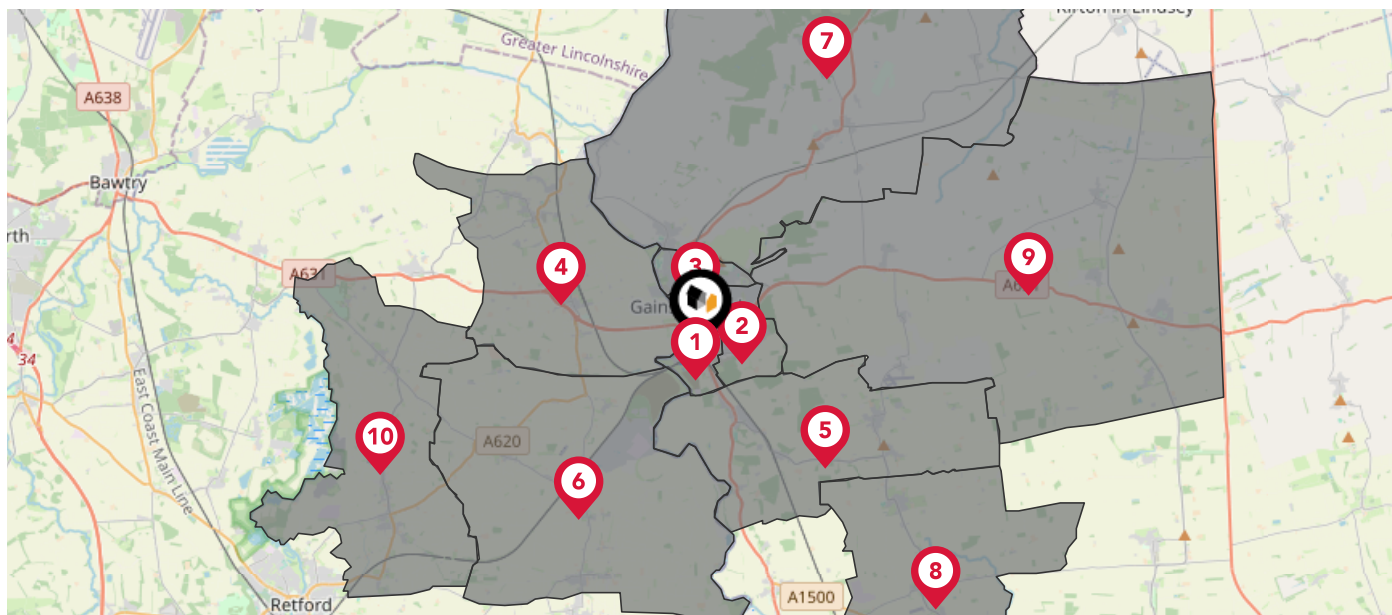 Kirton in Lindsey
7
Greater Lincolnshire
A638
Bawtry
rth
A631
4
3
9
Gains
2
1
34
East Coast Main Line
A620
5
10
6
8
A1500
Retford